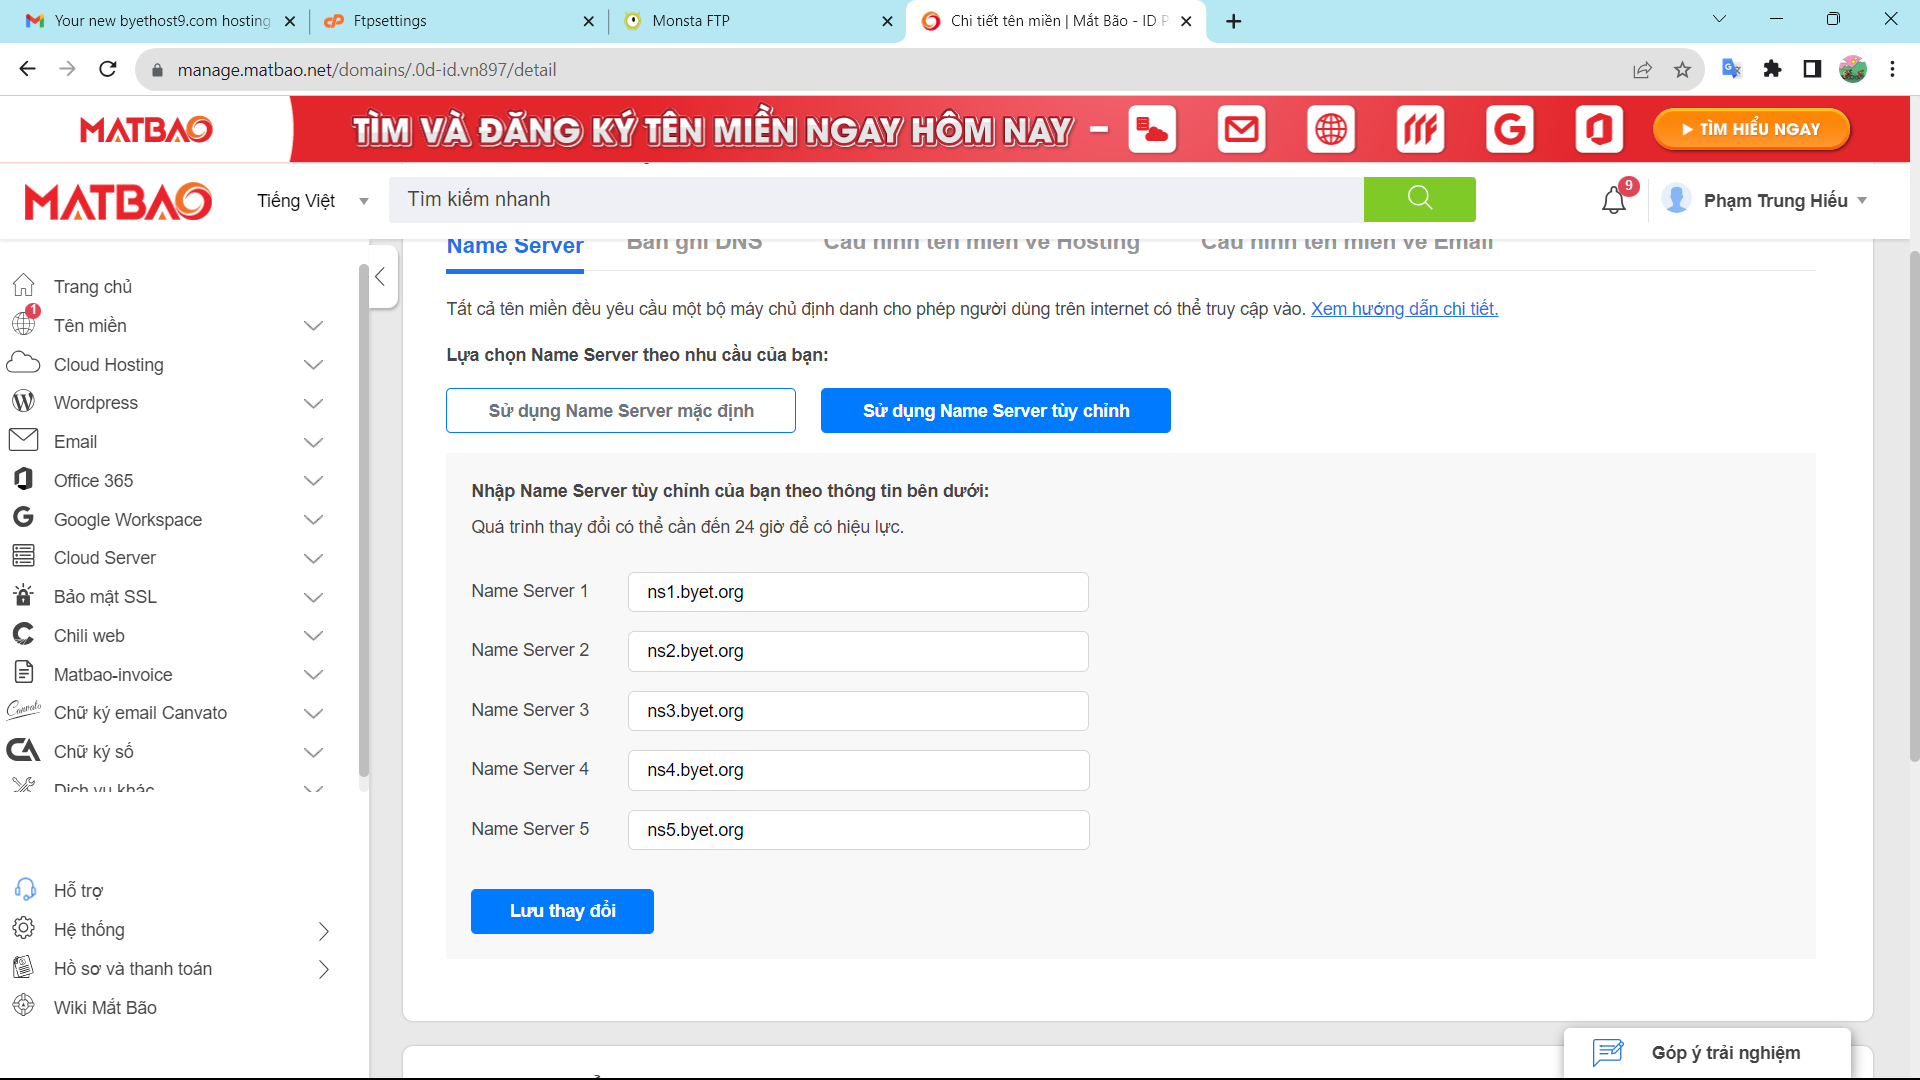 Your new byethost9.com hosting
Ftpsettings
Monsta FTP
Chi tiết tên miền | Mắt Bão - ID P
manage.matbao.net/domains/.0d-id.vn897/detail
MATBAO
TÌM VÀ ĐĂNG KÝ TÊN MIỀN NGAY HÔM NAY –
TÌM HIỂU NGAY
MATBAO
Tiếng Việt
Tìm kiếm nhanh
9
Phạm Trung Hiếu
Name Server
Bản ghi DNS
Cấu hình tên miền về Hosting
Cấu hình tên miền về Email
Trang chủ
1
Tên miền
Cloud Hosting
Wordpress
Email
Office 365
Google Workspace
Cloud Server
Bảo mật SSL
Chili web
Matbao-invoice
Canvato
Chữ ký email Canvato
Chữ ký số
Dịch vụ khác
Hỗ trợ
Hệ thống
Hồ sơ và thanh toán
Wiki Mắt Bão
Tất cả tên miền đều yêu cầu một bộ máy chủ định danh cho phép người dùng trên internet có thể truy cập vào. Xem hướng dẫn chi tiết.
Lựa chọn Name Server theo nhu cầu của bạn:
Sử dụng Name Server mặc định
Sử dụng Name Server tùy chỉnh
Nhập Name Server tùy chỉnh của bạn theo thông tin bên dưới:
Quá trình thay đổi có thể cần đến 24 giờ để có hiệu lực.
Name Server 1 ns1.byet.org
Name Server 2 ns2.byet.org
Name Server 3 ns3.byet.org
Name Server 4 ns4.byet.org
Name Server 5 ns5.byet.org
Lưu thay đổi
Góp ý trải nghiệm